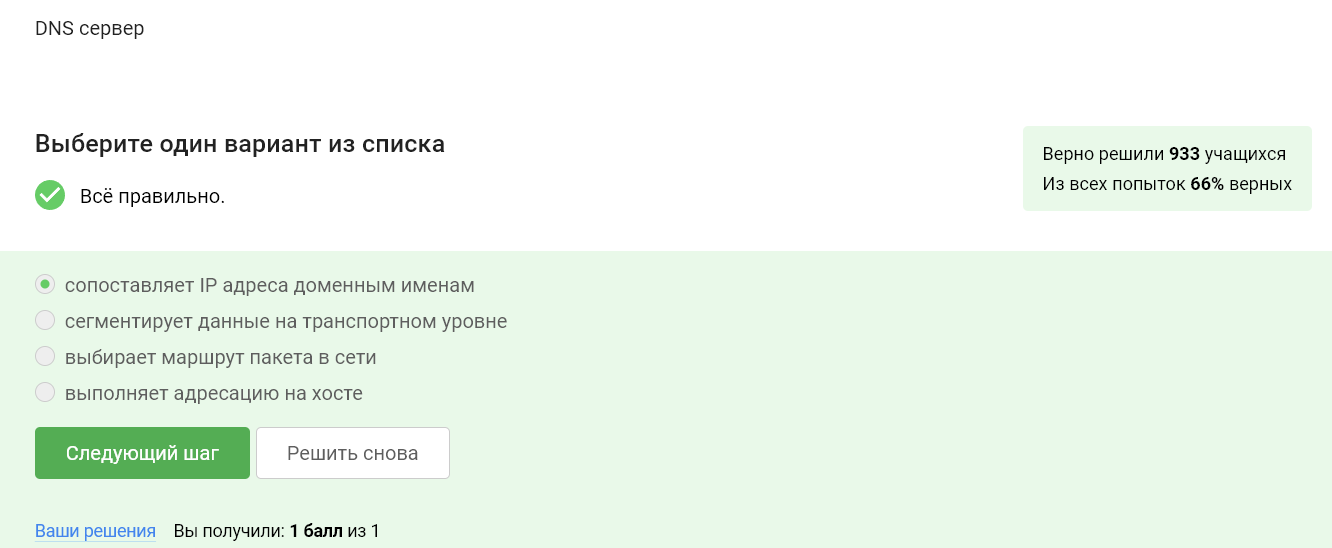 DNS сервер
Выберите один вариант из списка
Всё правильно.
Верно решили 933 учащихся
Из всех попыток 66% верных
сопоставляет IP адреса доменным именам
сегментирует данные на транспортном уровне
выбирает маршрут пакета в сети
выполняет адресацию на хосте
Следующий шаг Решить снова
Ваши решения Вы получили: 1 балл из 1